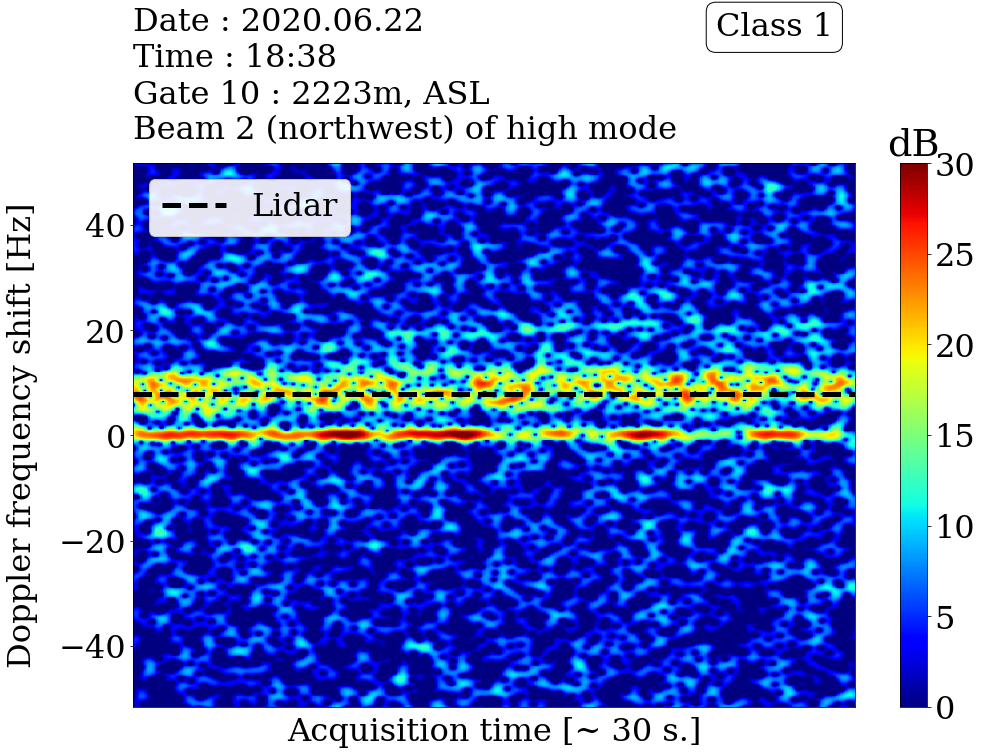 Date : 2020.06.22
Time : 18:38
Gate 10 : 2223m, ASL
Beam 2 (northwest) of high mode
Class 1
dB
Lidar
Doppler frequency shift [Hz]
40
20
0
−20
−40
30
25
20
15
10
5
0
Acquisition time [~ 30 s.]